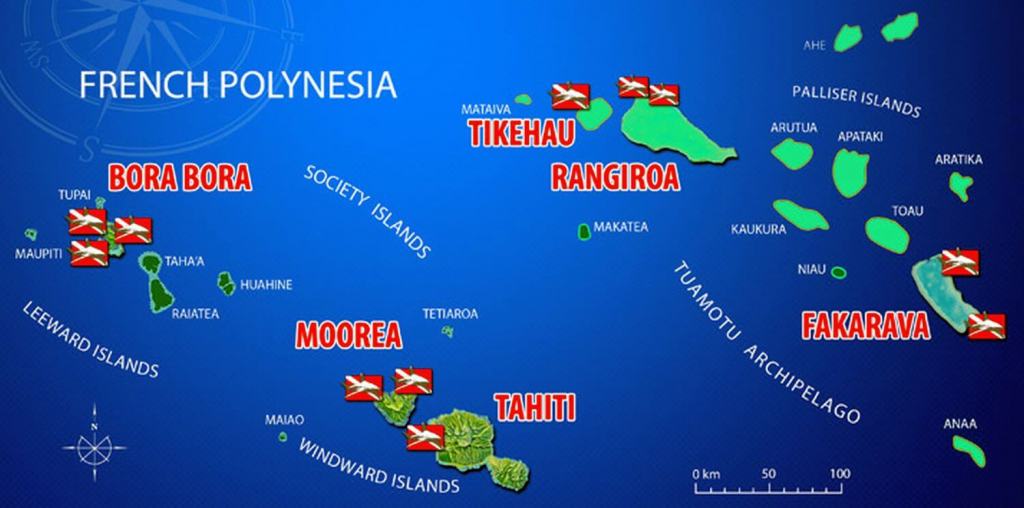 SW
S
E
FRENCH POLYNESIA
AHE
PALLISER ISLANDS
MATAIVA
TIKEHAU
RANGIROA
ARUTUA
APATAKI
ARATIKA
BORA BORA
TUPAI
SOCIETY ISLANDS
MAUPITI
TAHA'A
HUAHINE
RAIATEA
MAKATEA
KAUKURA
TOAU
NIAU
FAKARAVA
TUAMOTU ARCHIPELAGO
LEEWARD ISLANDS
MOOREA
TETIAROA
TAHITI
MAIAO
WINDWARD ISLANDS
ANAA
N
0 km 50 100